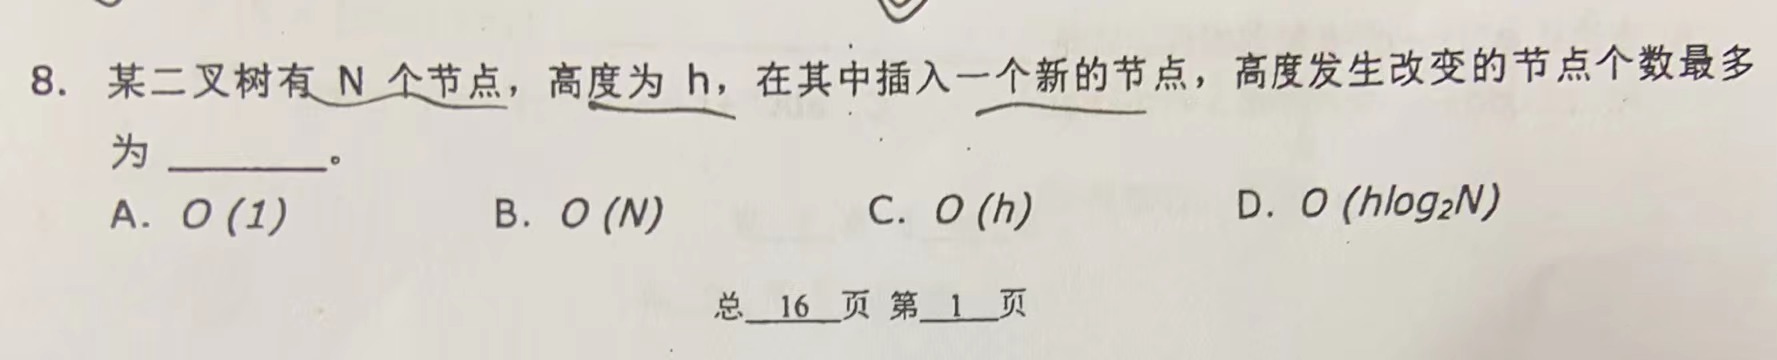 8. 某二叉树有 N 个节点，高度为 h，在其中插入一个新的节点，高度发生改变的节点个数最多
为 ________。
A. O (1) B. O (N) C. O (h) D. O (hlog₂N)
总 16 页 第 1 页